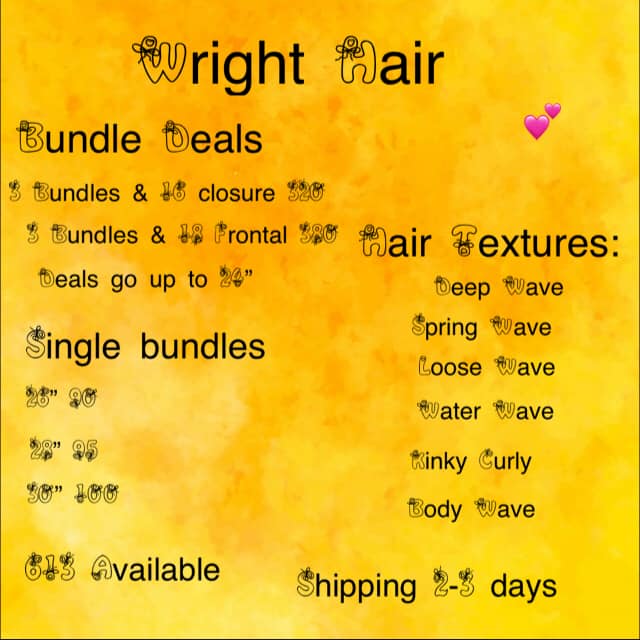 Wright Hair
Bundle Deals
3 Bundles & 16 closure 320
3 Bundles & 18 Frontal 380
Deals go up to 24”
Single bundles
26” 90
28” 95
30” 100
613 Available
Hair Textures:
Deep Wave
Spring Wave
Loose Wave
Water Wave
Kinky Curly
Body Wave
Shipping 2-3 days